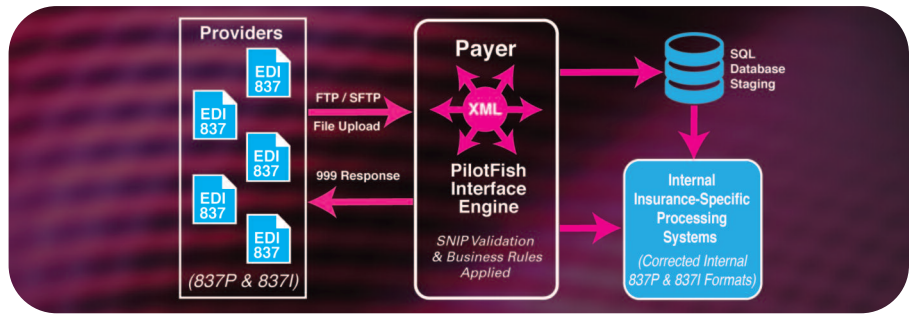 Providers
EDI
837
EDI
837
EDI
837
EDI
837
EDI
837
(837P & 837I)
FTP / SFTP
File Upload
999 Response
Payer
XML
PilotFish
Interface
Engine
SNIP Validation
& Business Rules
Applied
SQL
Database
Staging
Internal
Insurance-Specific
Processing
Systems
(Corrected Internal
837P & 837I Formats)